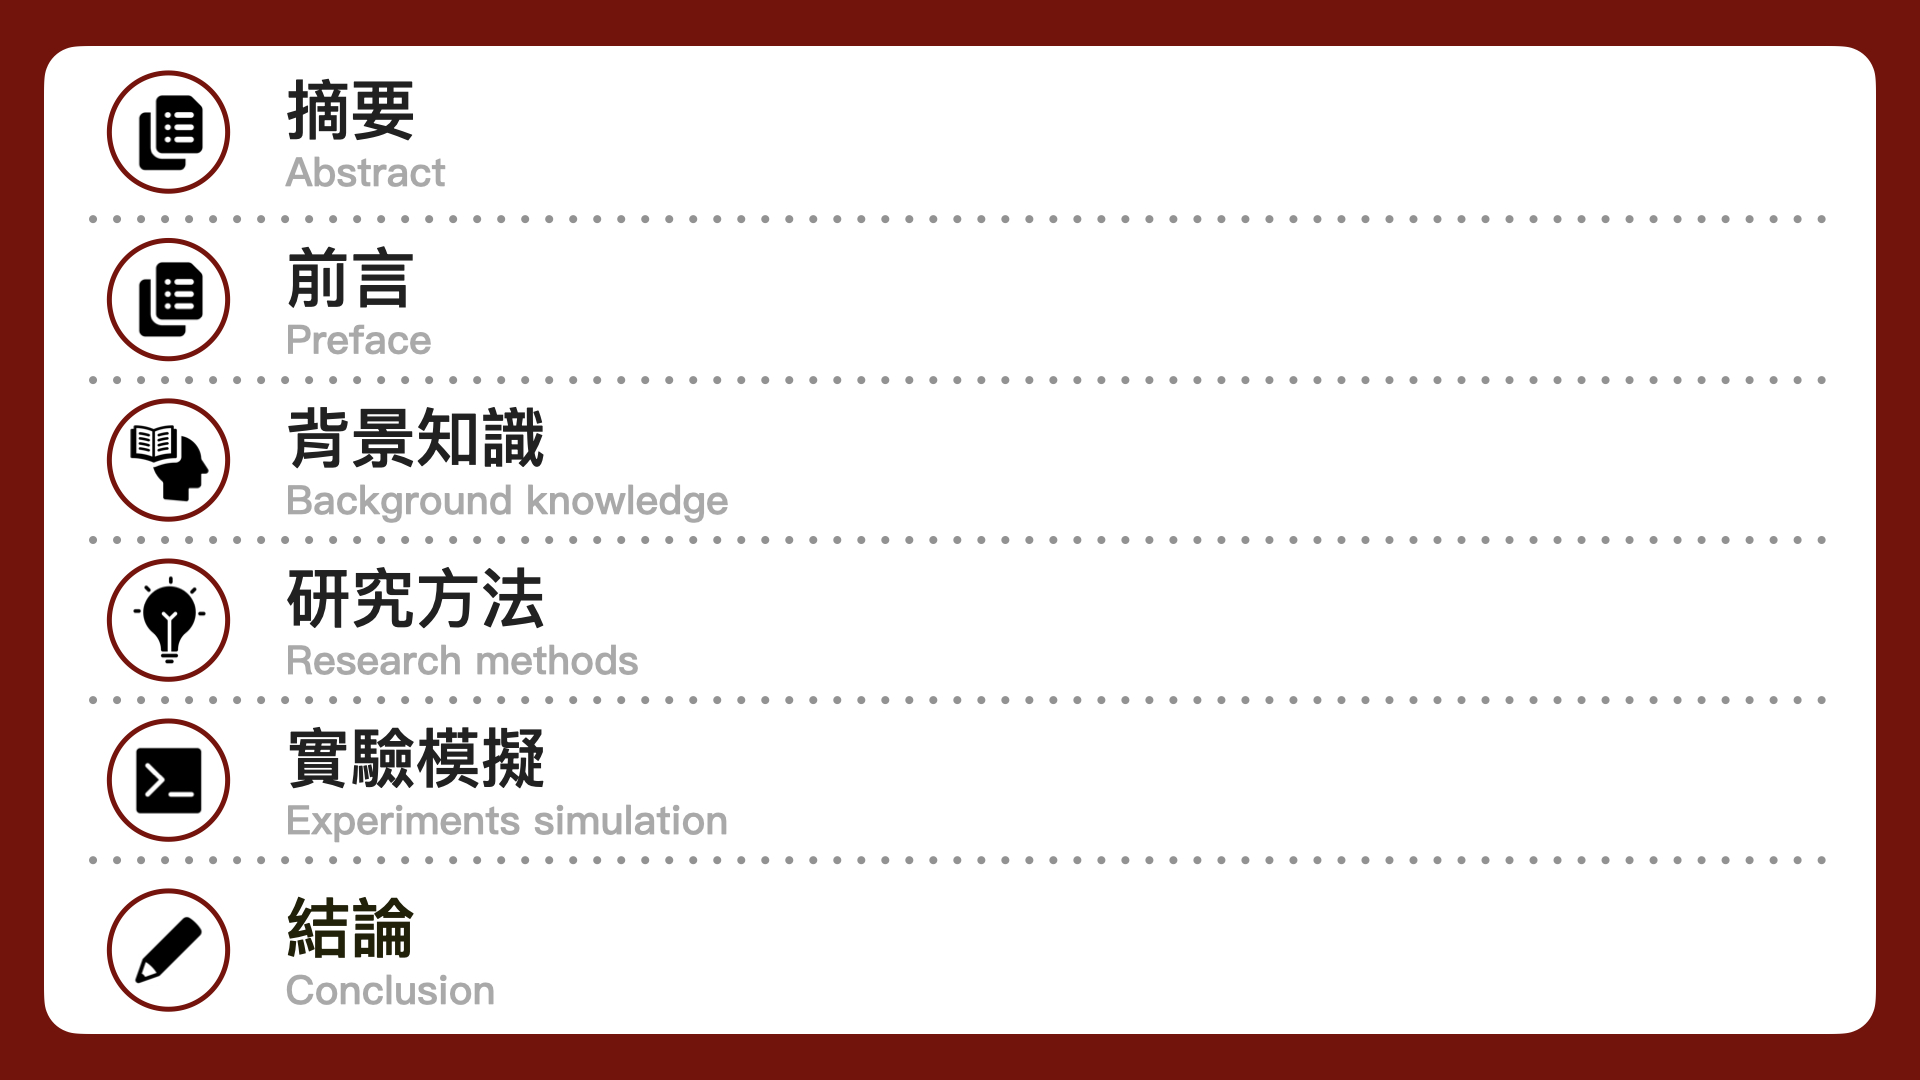 摘要
Abstract
前言
Preface
背景知識
Background knowledge
研究方法
Research methods
實驗模擬
Experiments simulation
結論
Conclusion